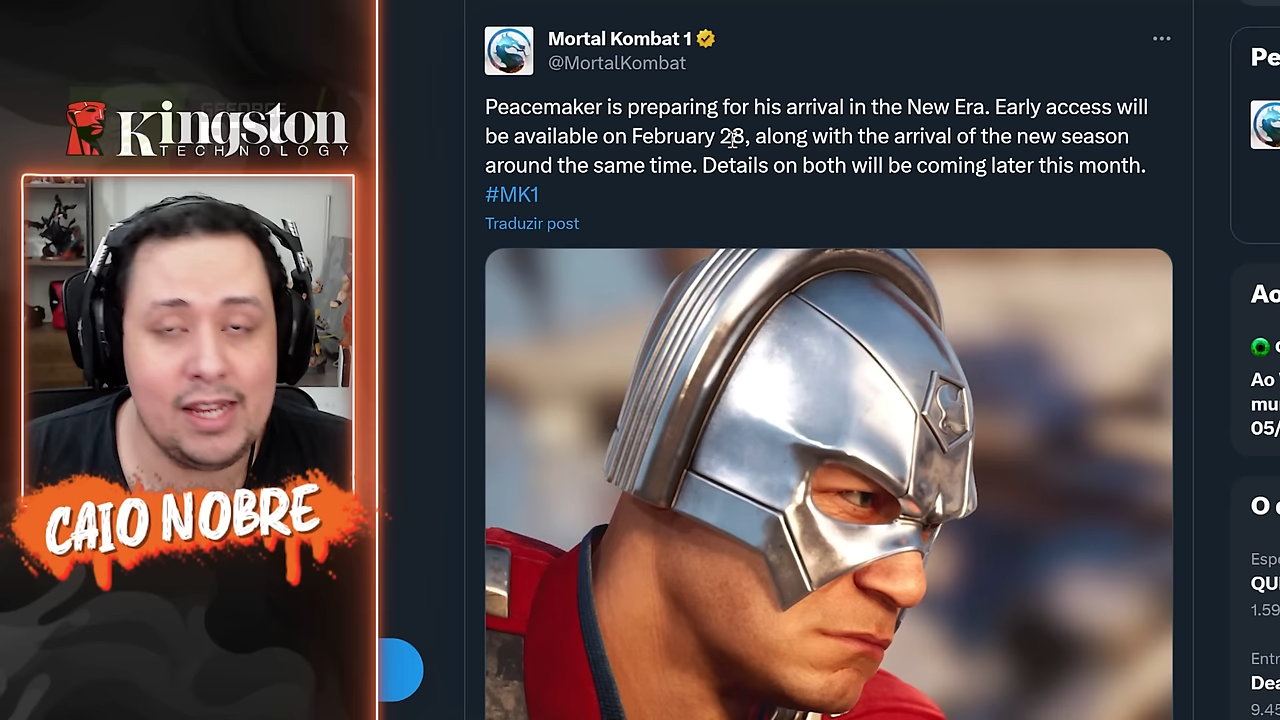 Kingston
TECHNOLOGY
CAIO NOBRE
Mortal Kombat 1
@MortalKombat
Peacemaker is preparing for his arrival in the New Era. Early access will
be available on February 28, along with the arrival of the new season
around the same time. Details on both will be coming later this month.
#MK1
Traduzir post
Pe
Ao
Ao
mu
05/
O
Esp
QU
1.59
Entr
Dea
9.45